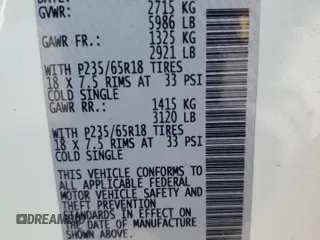 GVWR: 2715 KG
5986 LB
GAWR FR.: 1325 KG
2921 LB
WITH P235/65R18 TIRES
18 X 7.5 RIMS AT 33 PSI
COLD SINGLE
GAWR RR.: 1415 KG
3120 LB
WITH P235/65R18 TIRES
18 X 7.5 RIMS AT 33 PSI
COLD SINGLE
THIS VEHICLE CONFORMS TO
ALL APPLICABLE FEDERAL
MOTOR VEHICLE SAFETY AND
THEFT PREVENTION
STANDARDS IN EFFECT ON
THE DATE OF MANUFACTURE
SHOWN ABOVE.